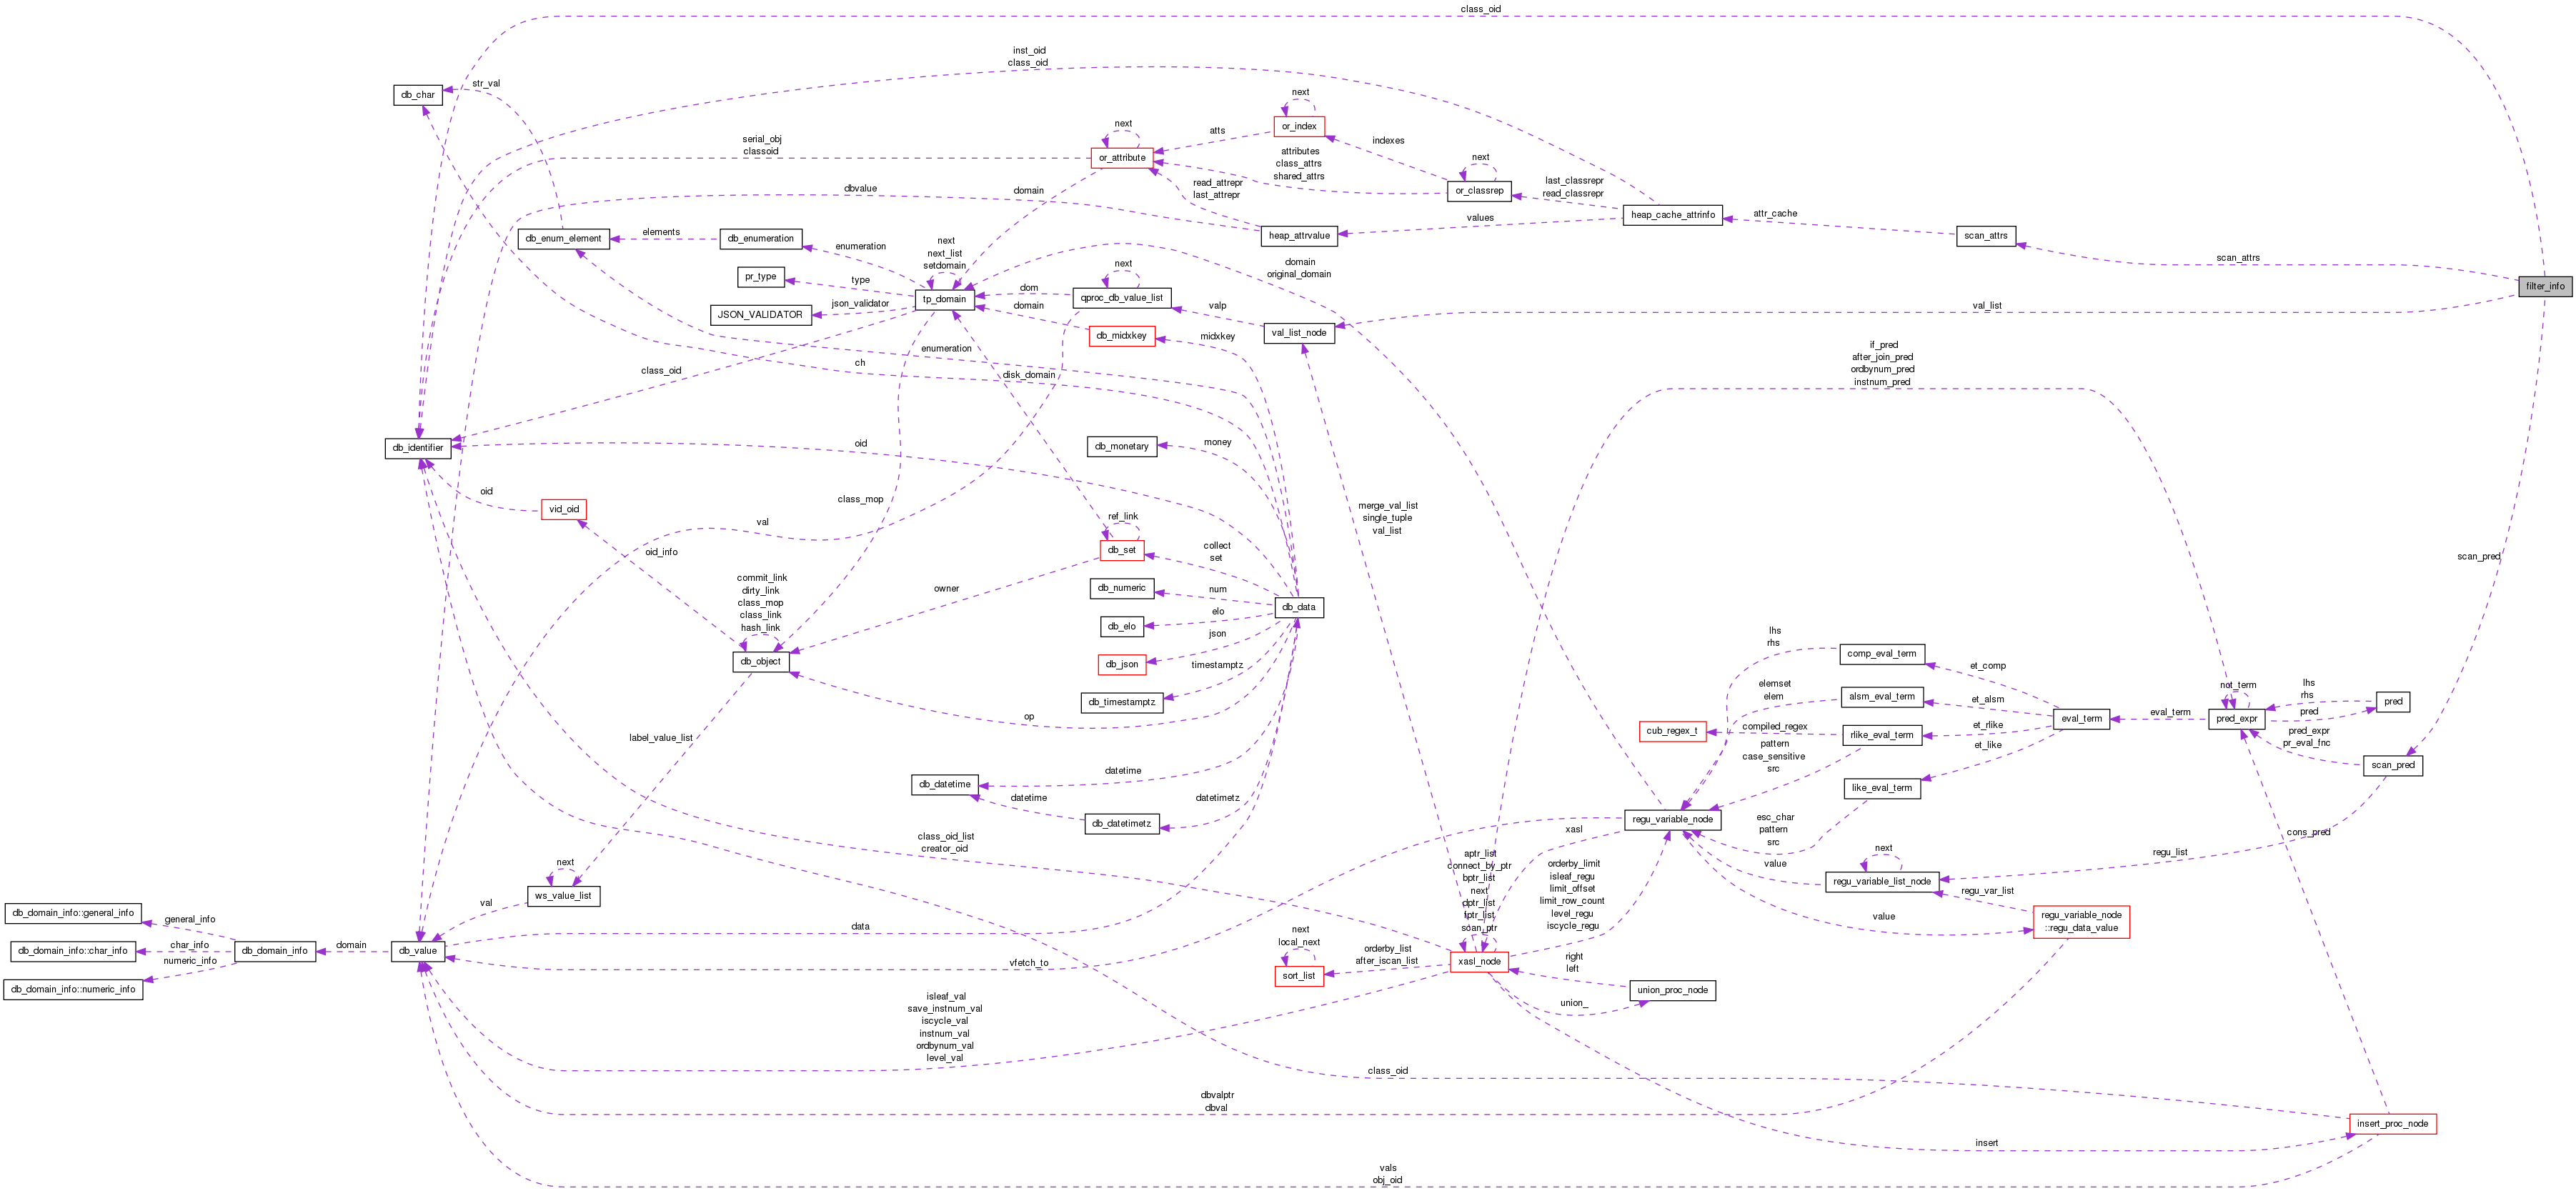 class_oid
inst_oid
class_oid
str_val
db_char
next
or_index
next
atts
serial_obj
classoid
or_attribute
indexes
attributes
class_attrs
shared_attrs
next
or_classrep
last_classrepr
read_classrepr
dbvalue
domain
read_attrepr
last_attrepr
heap_cache_attrinfo
attr_cache
values
scan_attrs
db_enum_element
elements
db_enumeration
enumeration
next
next_list
setdomain
heap_attrvalue
scan_attrs
pr_type
type
next
domain
original_domain
filter_info
JSON_VALIDATOR
json_validator
tp_domain
dom
qproc_db_value_list
valp
val_list
domain
db_midxkey
midxkey
val_list_node
enumeration
ch
class_oid
disk_domain
if_pred
after_join_pred
ordbynum_pred
instnum_pred
db_identifier
oid
db_monetary
money
oid
vid_oid
class_mop
val
merge_val_list
single_tuple
val_list
ref_link
db_set
collect
set
oid_info
scan_pred
commit_link
dirty_link
class_mop
class_link
hash_link
db_object
owner
db_numeric
num
db_elo
elo
db_data
db_json
json
db_timestamptz
timestamptz
op
lhs
rhs
comp_eval_term
et_comp
elemset
elem
alsm_eval_term
et_alsm
not_term
lhs
rhs
pred
pred
cub_regex_t
compiled_regex
rlike_eval_term
et_rlike
eval_term
eval_term
pred_expr
pred_expr
pr_eval_fnc
label_value_list
pattern
case_sensitive
src
et_like
scan_pred
db_datetime
datetime
datetime
db_datetimetz
datetimetz
like_eval_term
regu_variable_node
esc_char
pattern
src
class_oid_list
creator_oid
xasl
cons_pred
regu_list
aptr_list
connect_by_ptr
bptr_list
next
dptr_list
fptr_list
scan_ptr
orderby_limit
isleaf_regu
limit_offset
limit_row_count
level_regu
iscycle_regu
value
next
regu_variable_list_node
regu_var_list
value
regu_variable_node
::regu_data_value
next
ws_value_list
val
db_domain_info::general_info
general_info
db_domain_info::char_info
char_info
db_domain_info
domain
db_value
data
vfetch_to
db_domain_info::numeric_info
numeric_info
next
local_next
sort_list
orderby_list
after_iscan_list
xasl_node
right
left
union_proc_node
union_
isleaf_val
save_instnum_val
iscycle_val
instnum_val
ordbynum_val
level_val
class_oid
dbvalptr
dbval
insert_proc_node
insert
vals
obj_oid